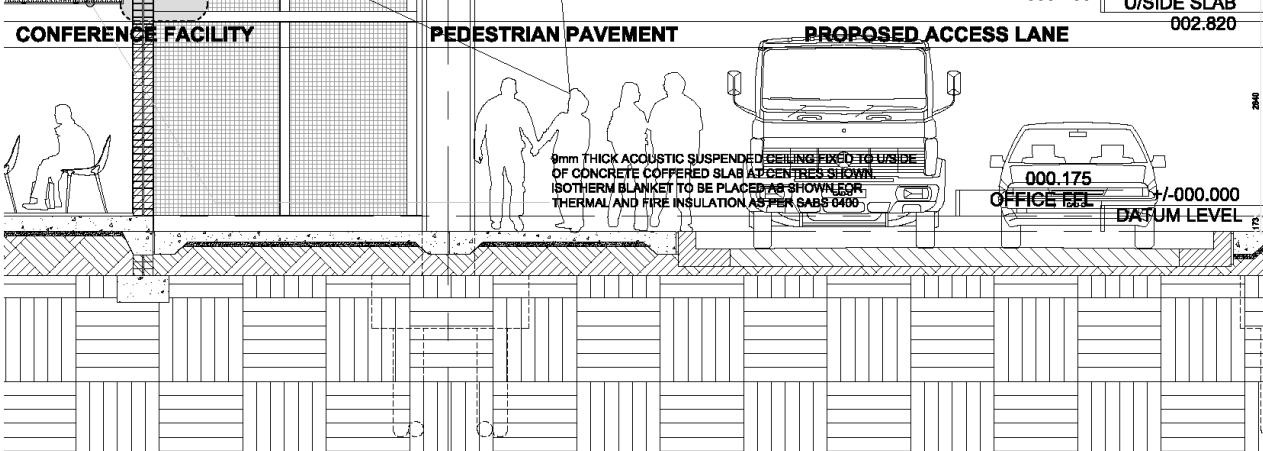 U/SIDE SLAB
002.820
CONFERENCE FACILITY
PEDESTRIAN PAVEMENT
PROPOSED ACCESS LANE
2840
9mm THICK ACOUSTIC SUSPENDED CEILING FIXED TO U/SIDE
OF CONCRETE COFFERED SLAB AT CENTRES SHOWN.
ISOTHERM BLANKET TO BE PLACED AS SHOWN FOR
THERMAL AND FIRE INSULATION AS PER SABS 0400
000.175
OFFICE FFL
+/-000.000
DATUM LEVEL
173